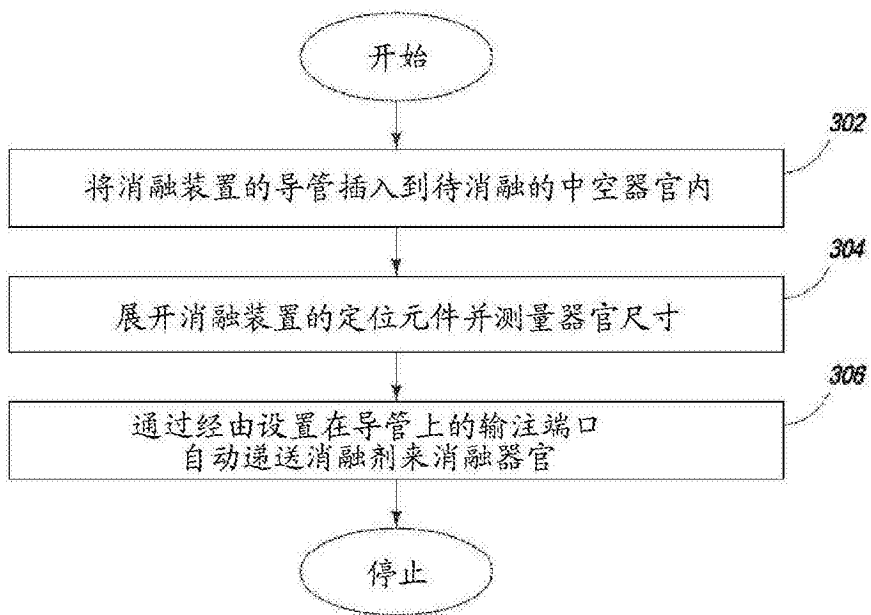 开始
302
将消融装置的导管插入到待消融的中空器官内
304
展开消融装置的定位元件并测量器官尺寸
306
通过经由设置在导管上的输注端口
自动递送消融剂来消融器官
停止